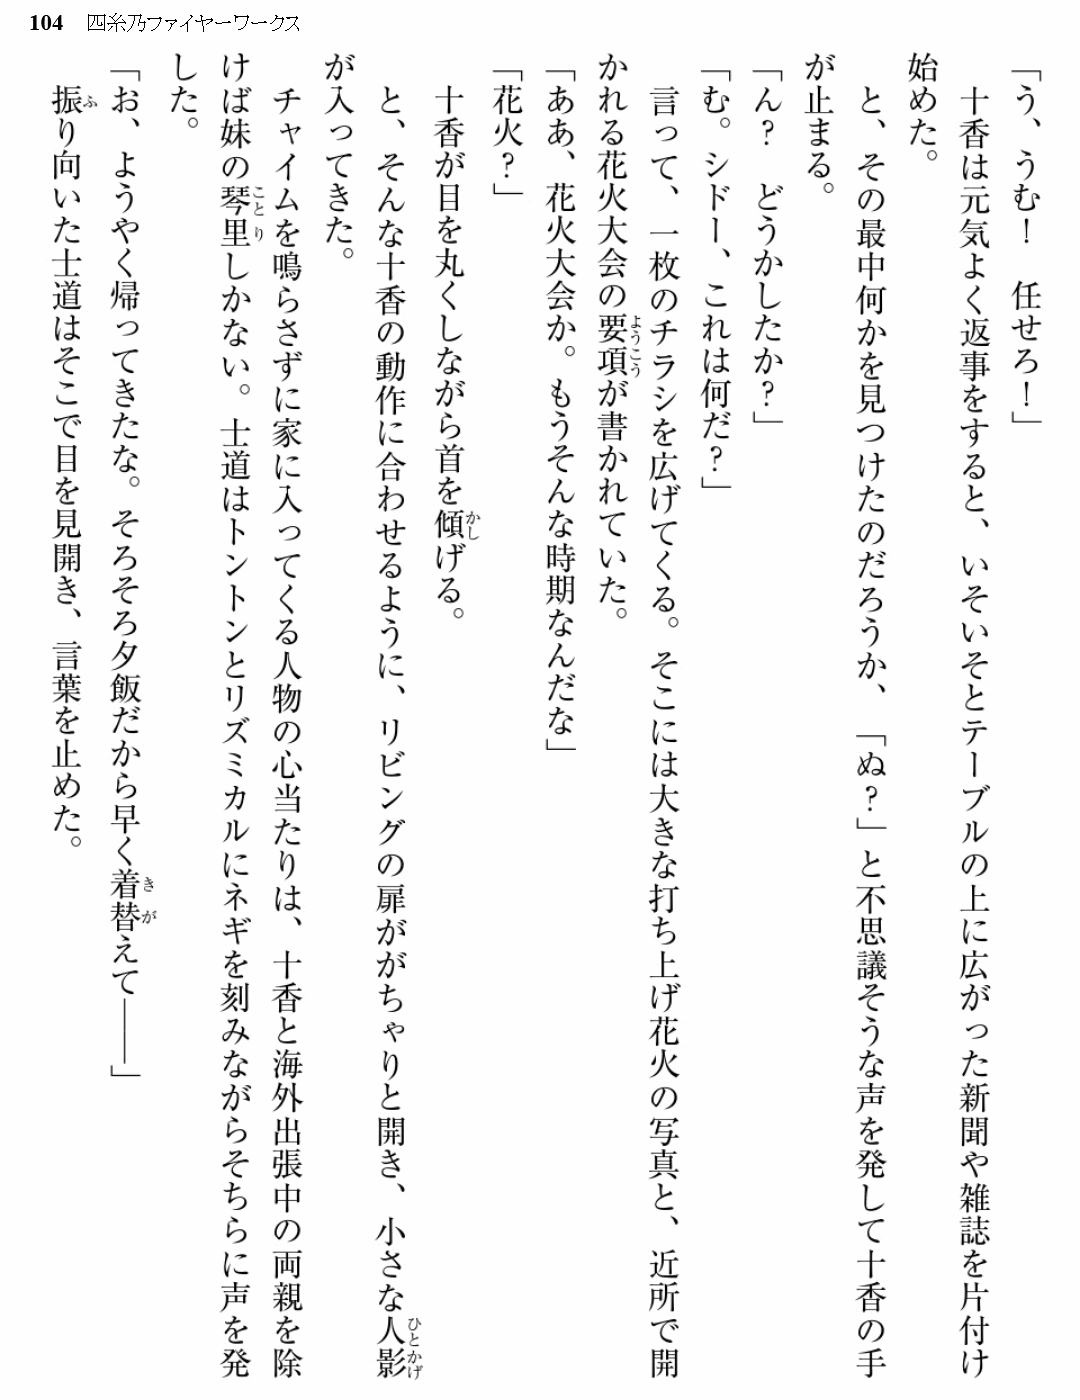 104 四糸乃ファイヤーワークス
「う、うむ！　任せろ！」
　十香は元気よく返事をすると、いそいそとテーブルの上に広がった新聞や雑誌を片付け
始めた。
　と、その最中何かを見つけたのだろうか、「ぬ？」と不思議そうな声を発して十香の手
が止まる。
「ん？　どうかしたか？」
「む。シドー、これは何だ？」
　言って、一枚のチラシを広げてくる。そこには大きな打ち上げ花火の写真と、近所で開
かれる花火大会の要項が書かれていた。
「ああ、花火大会か。もうそんな時期なんだな」
「花火？」
　十香が目を丸くしながら首を傾げる。
　と、そんな十香の動作に合わせるように、リビングの扉ががちゃりと開き、小さな人影
が入ってきた。
　チャイムを鳴らさずに家に入ってくる人物の心当たりは、十香と海外出張中の両親を除
けば妹の琴里しかない。士道はトントンとリズミカルにネギを刻みながらそちらに声を発
した。
「お、ようやく帰ってきたな。そろそろ夕飯だから早く着替えて――」
　振り向いた士道はそこで目を見開き、言葉を止めた。